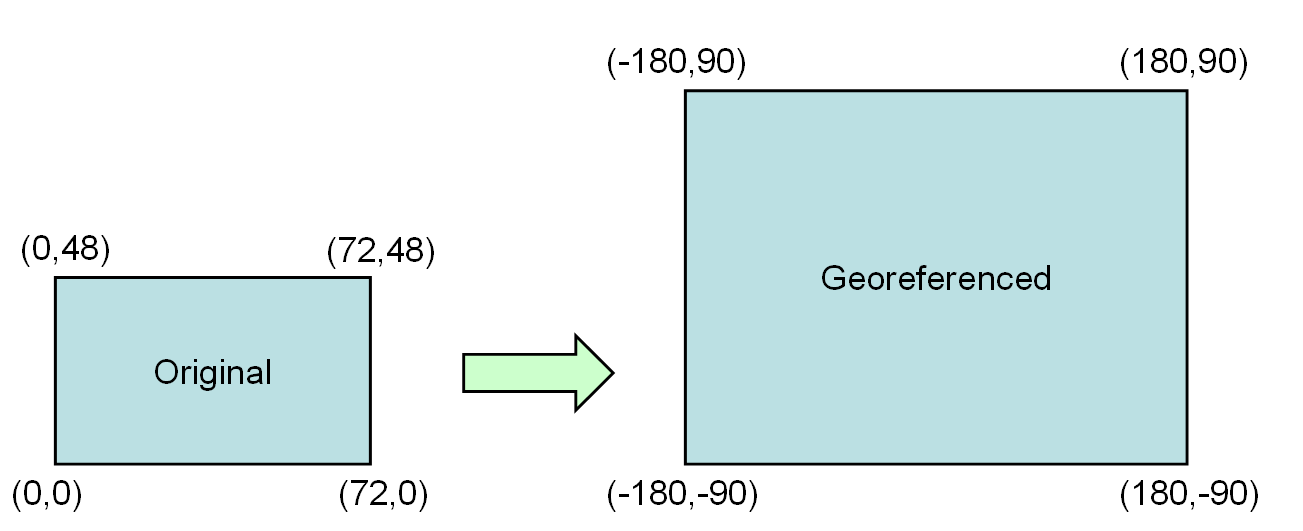 (-180,90) (180,90)
(0,48) (72,48)
Georeferenced
Original
(0,0) (72,0) (-180,-90) (180,-90)